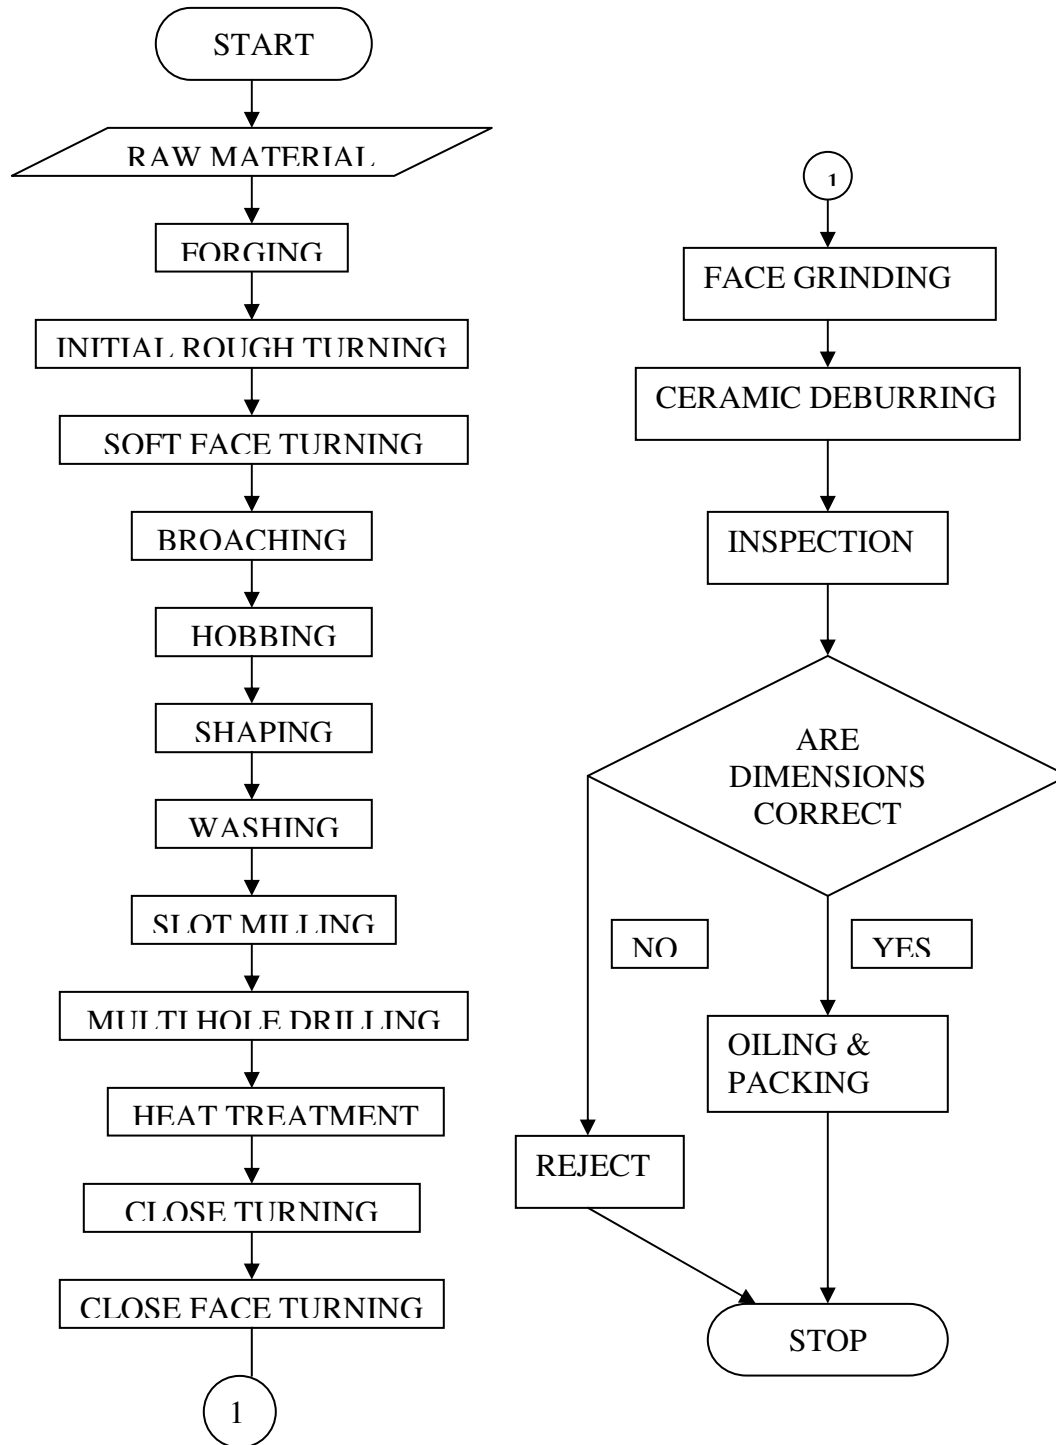 START
RAW MATERIAL
FORGING
INITIAL ROUGH TURNING
SOFT FACE TURNING
BROACHING
HOBBING
SHAPING
WASHING
SLOT MILLING
MULTI HOLE DRILLING
HEAT TREATMENT
CLOSE TURNING
CLOSE FACE TURNING
1
1
FACE GRINDING
CERAMIC DEBURRING
INSPECTION
ARE
DIMENSIONS
CORRECT
NO
YES
OILING &
PACKING
REJECT
STOP